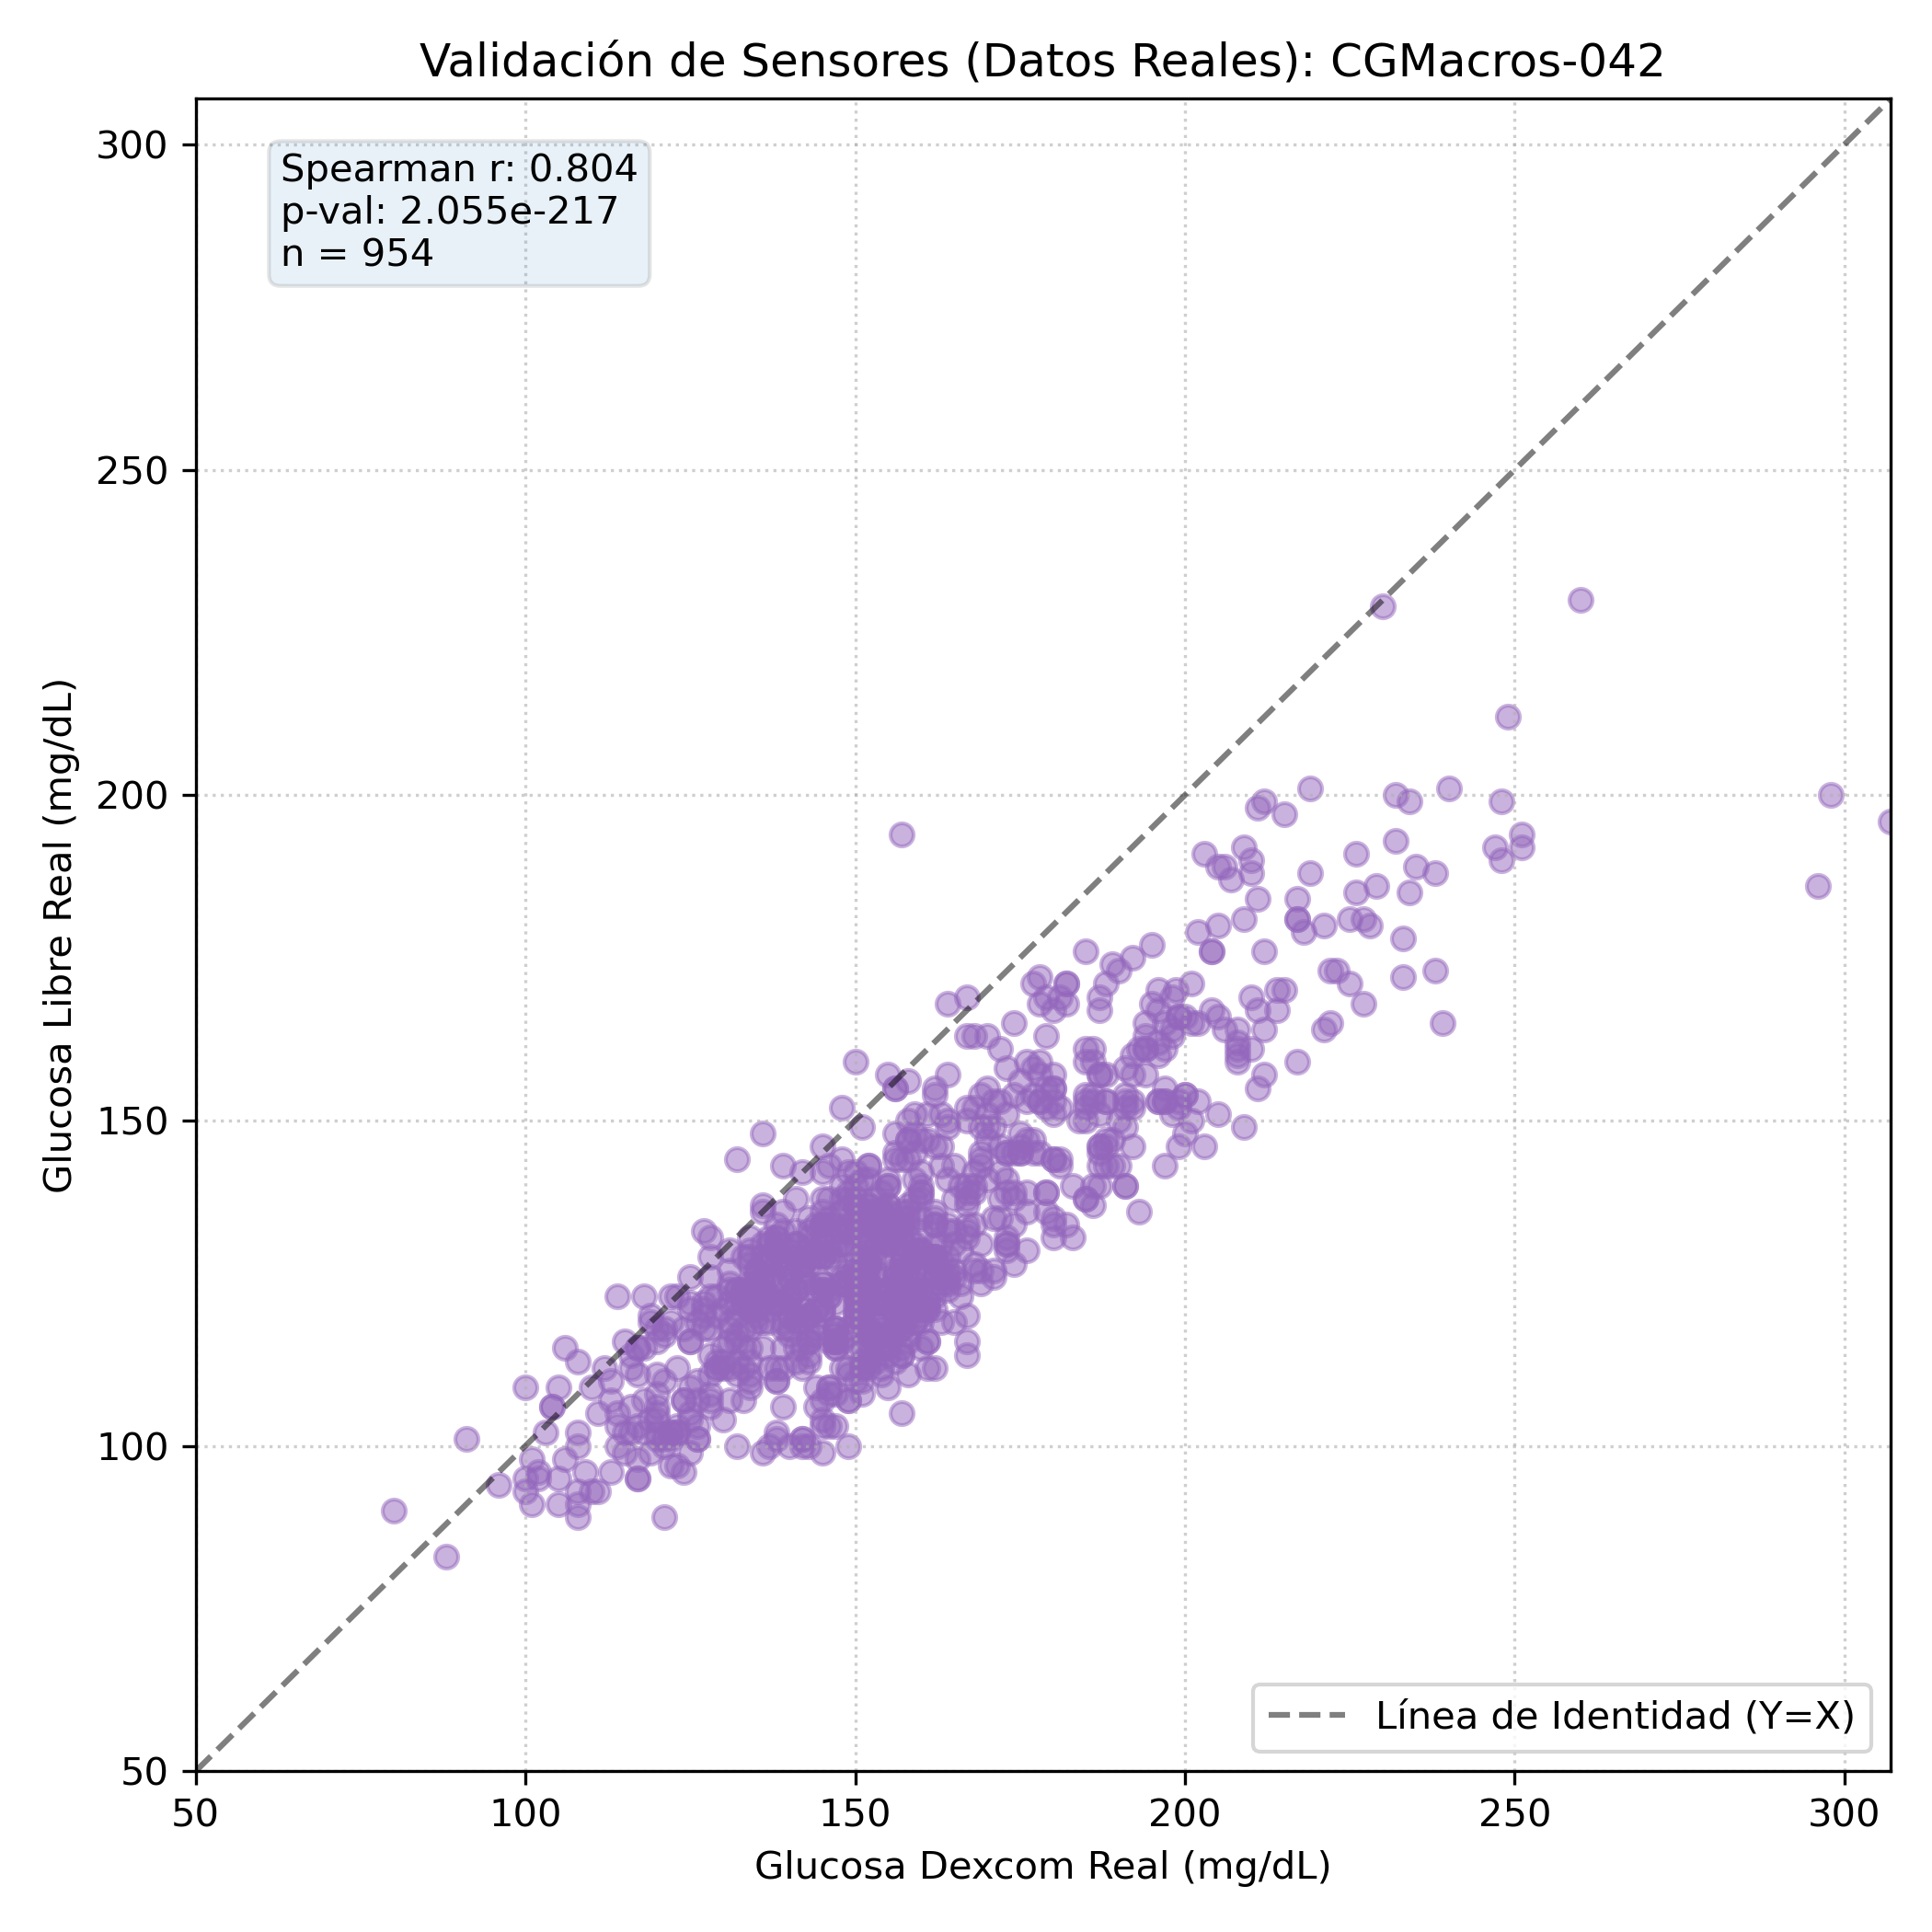 Validación de Sensores (Datos Reales): CGMacros-042
Spearman r: 0.804
p-val: 2.055e-217
n = 954
Glucosa Libre Real (mg/dL)
300
250
200
150
100
50
Línea de Identidad (Y=X)
50 100 150 200 250 300
Glucosa Dexcom Real (mg/dL)